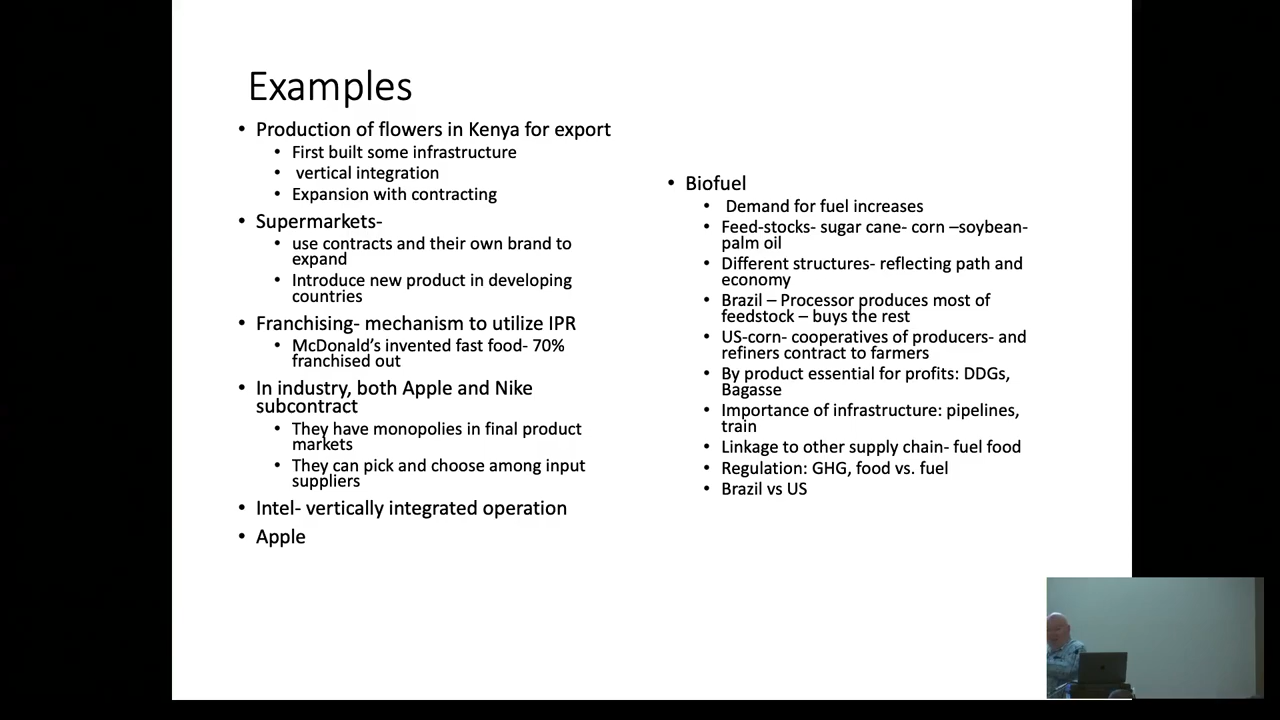 Examples
• Production of flowers in Kenya for export
• First built some infrastructure
• vertical integration
• Expansion with contracting
• Supermarkets-
• use contracts and their own brand to
expand
• Introduce new product in developing
countries
• Franchising- mechanism to utilize IPR
• McDonald's invented fast food- 70%
franchised out
• In industry, both Apple and Nike
subcontract
• They have monopolies in final product
markets
• They can pick and choose among input
suppliers
• Intel- vertically integrated operation
• Apple
• Biofuel
• Demand for fuel increases
• Feed-stocks- sugar cane- corn –soybean-
palm oil
• Different structures- reflecting path and
economy
• Brazil – Processor produces most of
feedstock – buys the rest
• US-corn- cooperatives of producers- and
refiners contract to farmers
• By product essential for profits: DDGs,
Bagasse
• Importance of infrastructure: pipelines,
train
• Linkage to other supply chain- fuel food
• Regulation: GHG, food vs. fuel
• Brazil vs US